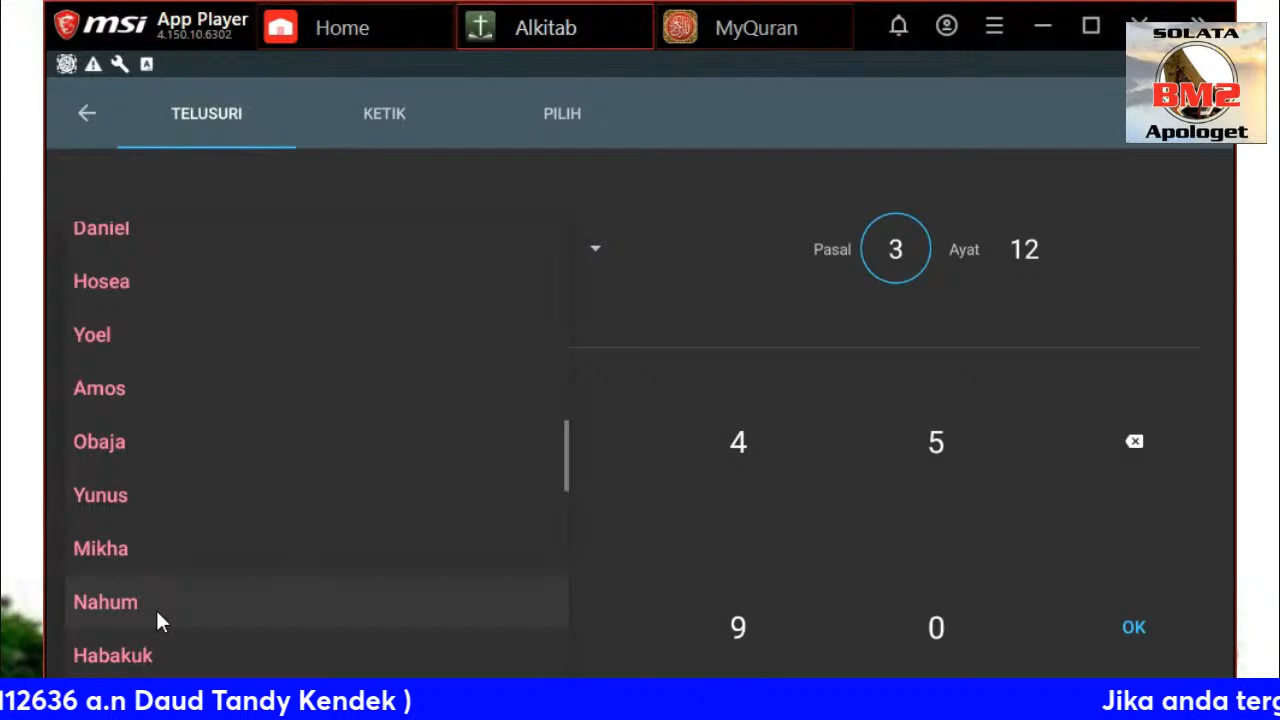 msi App Player
4.150.10.6302
Home
Alkitab
MyQuran
SOLATA
BM2
Apologet
TELUSURI
KETIK
PILIH
Daniel
Hosea
Yoel
Amos
Obaja
Yunus
Mikha
Nahum
Habakuk
Pasal 3 Ayat 12
4 5
9 0 OK
112636 a.n Daud Tandy Kendek )
Jika anda terg